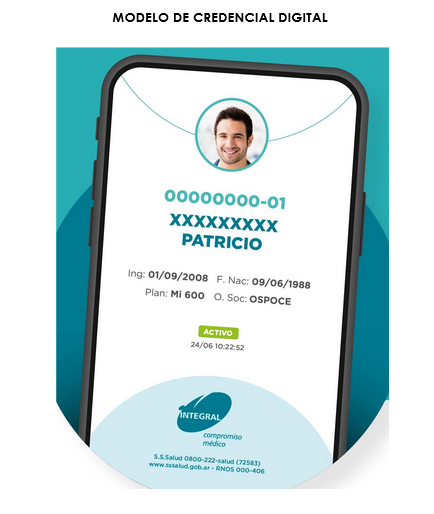 MODELO DE CREDENCIAL DIGITAL
00000000-01
XXXXXXXXX
PATRICIO
Ing: 01/09/2008 F. Nac: 09/06/1988
Plan: Mi 600 O. Soc: OSPOCE
ACTIVO
24/06 10:22:52
INTEGRAL
compromiso
médico
S.S.Salud 0800-222-salud (72583)
www.sssalud.gob.ar - RNOS 000-406